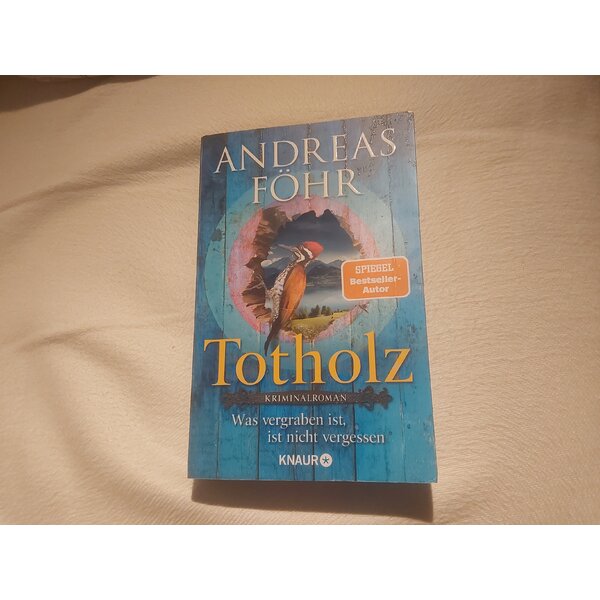 ANDREAS
FÖHR
SPIEGEL
Bestseller-
Autor
Totholz
KRIMINALROMAN
Was vergraben ist,
ist nicht vergessen
KNAUR